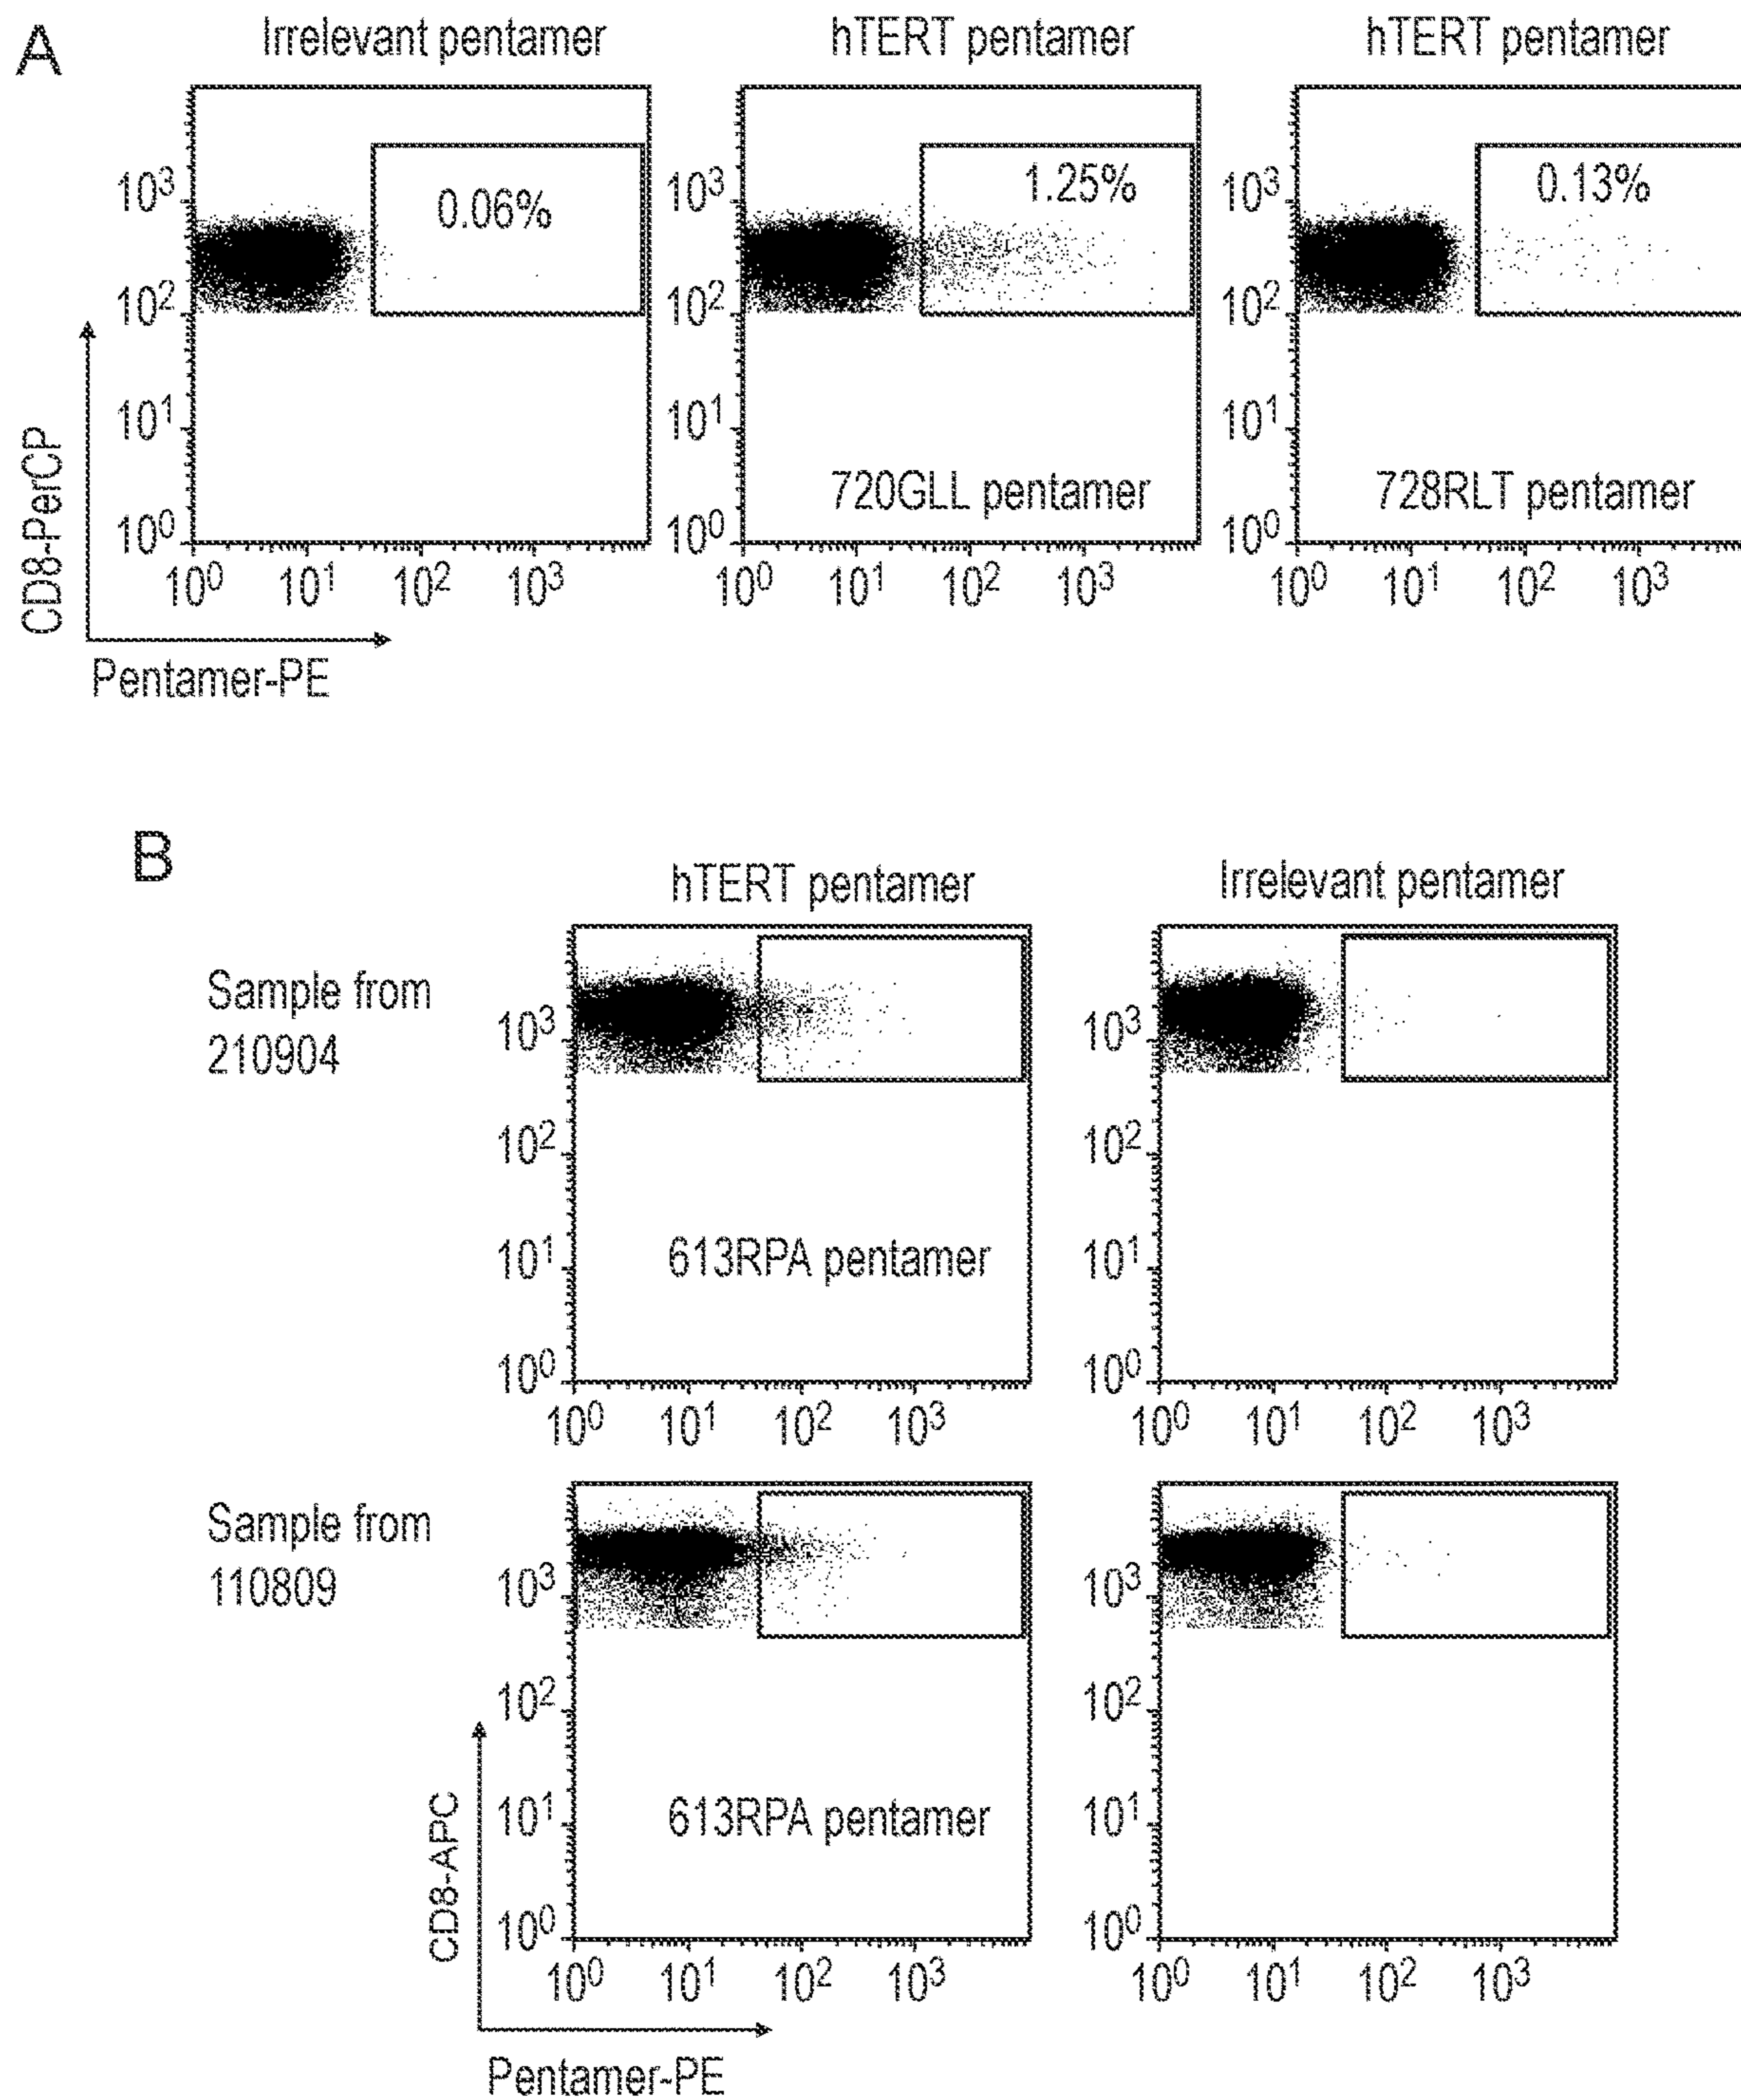 A
Irrelevant pentamer
hTERT pentamer
hTERT pentamer
10³
10²
10¹
10⁰
0.06%
10⁰ 10¹ 10² 10³
10³
10²
10¹
10⁰
1.25%
720GLL pentamer
10⁰ 10¹ 10² 10³
10³
10²
10¹
10⁰
0.13%
728RLT pentamer
10⁰ 10¹ 10² 10³
CD8-PerCP
Pentamer-PE
B
hTERT pentamer
Irrelevant pentamer
Sample from
210904
10³
10²
10¹
10⁰
613RPA pentamer
10⁰ 10¹ 10² 10³
10³
10²
10¹
10⁰
10⁰ 10¹ 10² 10³
Sample from
110809
10³
10²
10¹
10⁰
613RPA pentamer
10⁰ 10¹ 10² 10³
10³
10²
10¹
10⁰
10⁰ 10¹ 10² 10³
CD8-APC
Pentamer-PE